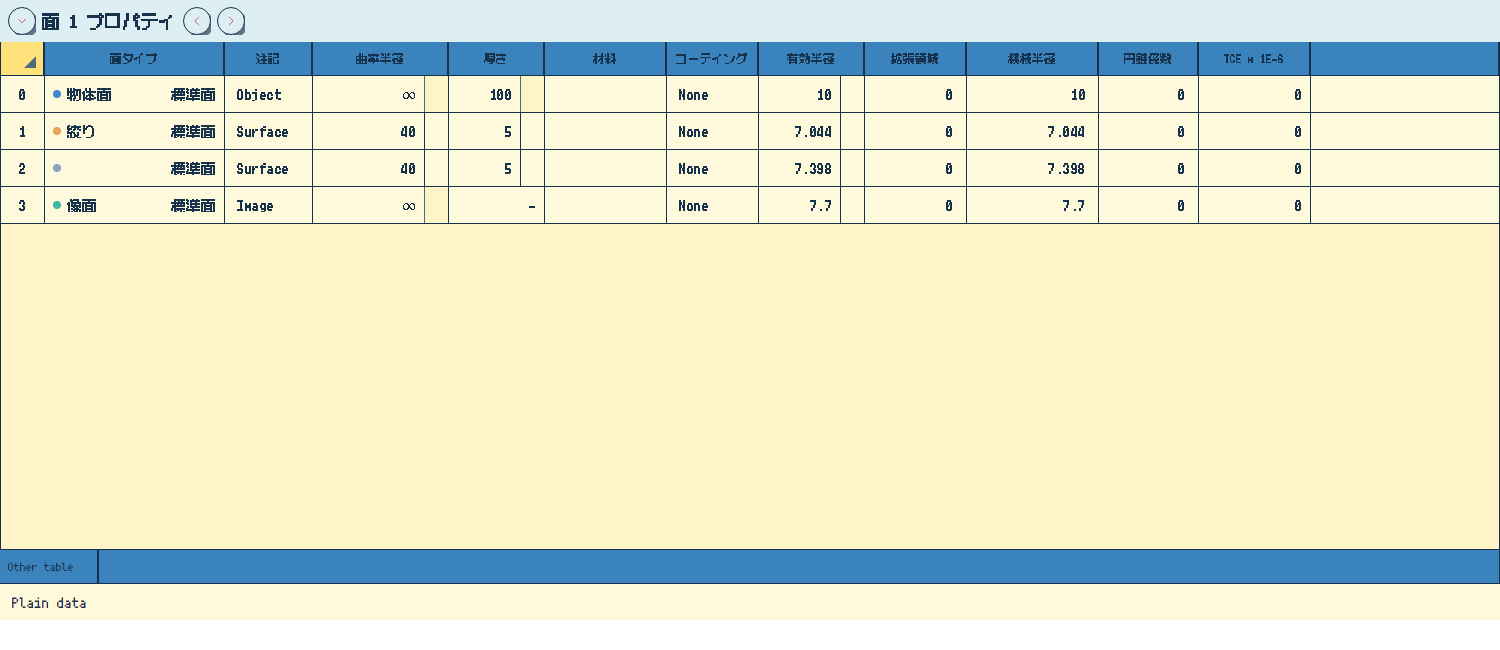 面 1 プロパティ
面タイプ 注記 曲率半径 厚さ 材料 コーティング 有効半径 拡張領域 機械半径 円錐係数 TCE x 1E-6
0 物体面 標準面 Object ∞ 100 None 10 0 10 0 0
1 絞り 標準面 Surface 40 5 None 7.044 0 7.044 0 0
2 標準面 Surface 40 5 None 7.398 0 7.398 0 0
3 像面 標準面 Image ∞ - None 7.7 0 7.7 0 0
Other table
Plain data